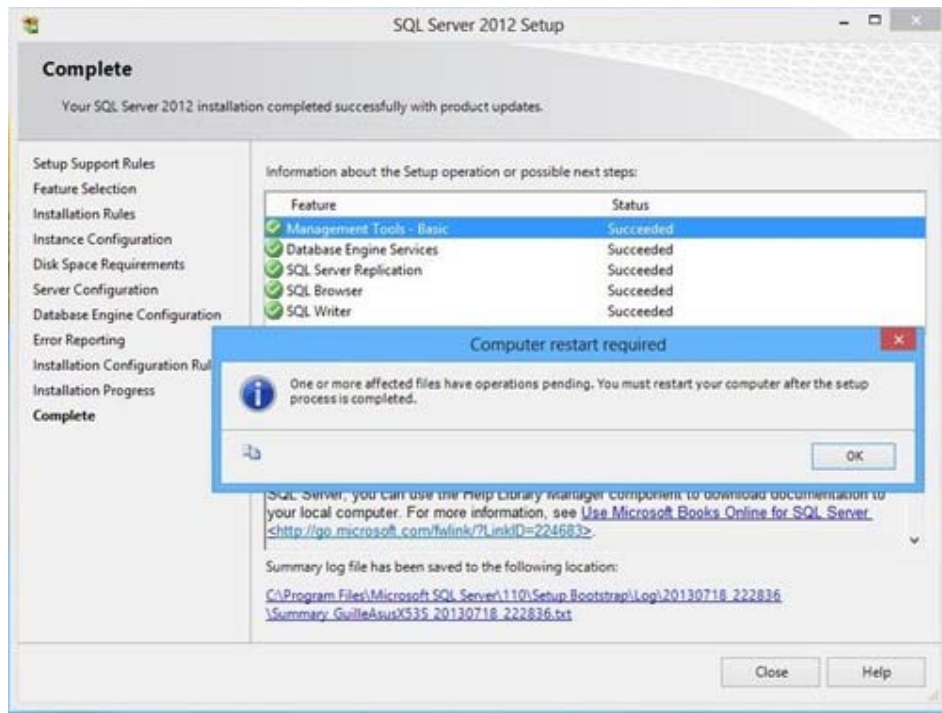 SQL Server 2012 Setup
Complete
Your SQL Server 2012 installation completed successfully with product updates.
Setup Support Rules
Feature Selection
Installation Rules
Instance Configuration
Disk Space Requirements
Server Configuration
Database Engine Configuration
Error Reporting
Installation Configuration Rul
Installation Progress
Complete
Information about the Setup operation or possible next steps:
Feature Status
Management Tools - Basic Succeeded
Database Engine Services Succeeded
SQL Server Replication Succeeded
SQL Browser Succeeded
SQL Writer Succeeded
Computer restart required
One or more affected files have operations pending. You must restart your computer after the setup
process is completed.
OK
SQL Server, you can use the Help Library Manager component to download documentation to
your local computer. For more information, see Use Microsoft Books Online for SQL Server
<http://go.microsoft.com/fwlink/?LinkID=224683>.
Summary log file has been saved to the following location:
C:\Program Files\Microsoft SQL Server\110\Setup Bootstrap\Log\20130718_222836
\Summary_GuilleAsusX53S_20130718_222836.txt
Close Help